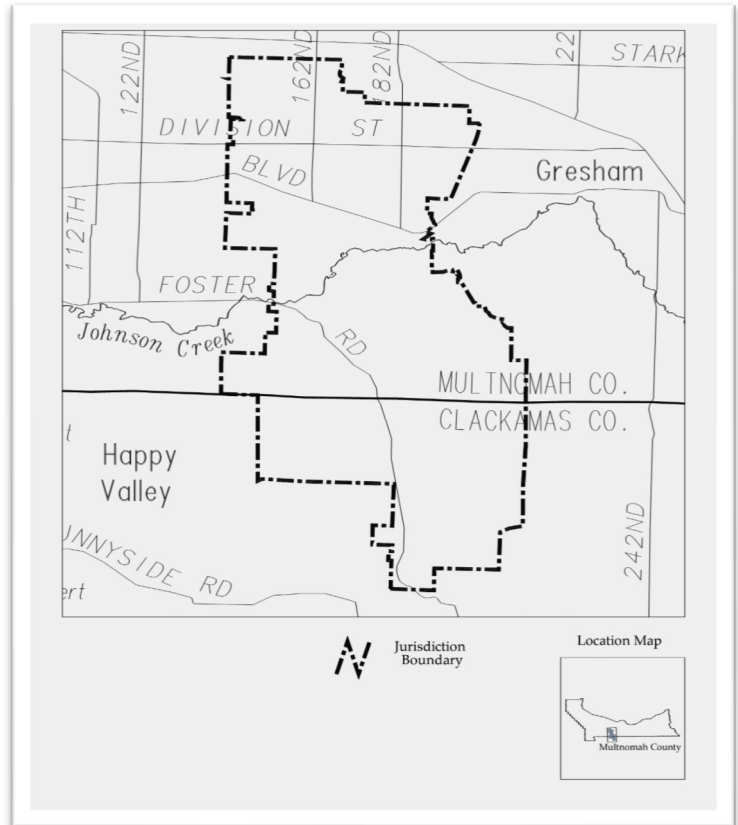 122ND
162ND
182ND
22
STARK
DIVISION ST
BLVD
Gresham
112TH
FOSTER
RD
Johnson Creek
MULTNOMAH CO.
CLACKAMAS CO.
t
Happy
Valley
UNNYSIDE RD
242ND
ert
Jurisdiction
Boundary
Location Map
Multnomah County